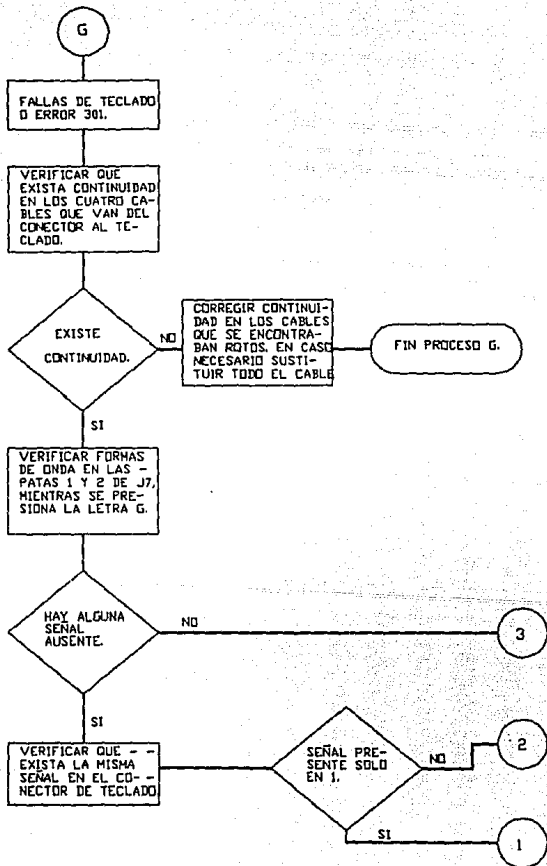 G
FALLAS DE TECLADO
O ERROR 301.
VERIFICAR QUE
EXISTA CONTINUIDAD
EN LOS CUATRO CA-
BLES QUE VAN DEL
CONECTOR AL TE-
CLADO.
EXISTE
CONTINUIDAD.
NO
CORREGIR CONTINUI-
DAD EN LOS CABLES
QUE SE ENCONTRA-
BAN ROTOS. EN CASO
NECESARIO SUSTI-
TUIR TODO EL CABLE
FIN PROCESO G.
SI
VERIFICAR FORMAS
DE ONDA EN LAS -
PATAS 1 Y 2 DE J7,
MIENTRAS SE PRE-
SIONA LA LETRA G.
HAY ALGUNA
SEÑAL
AUSENTE.
NO
3
SI
VERIFICAR QUE - -
EXISTA LA MISMA
SEÑAL EN EL CO- -
NECTOR DE TECLADO
SEÑAL PRE-
SENTE SOLO
EN 1.
NO
2
SI
1